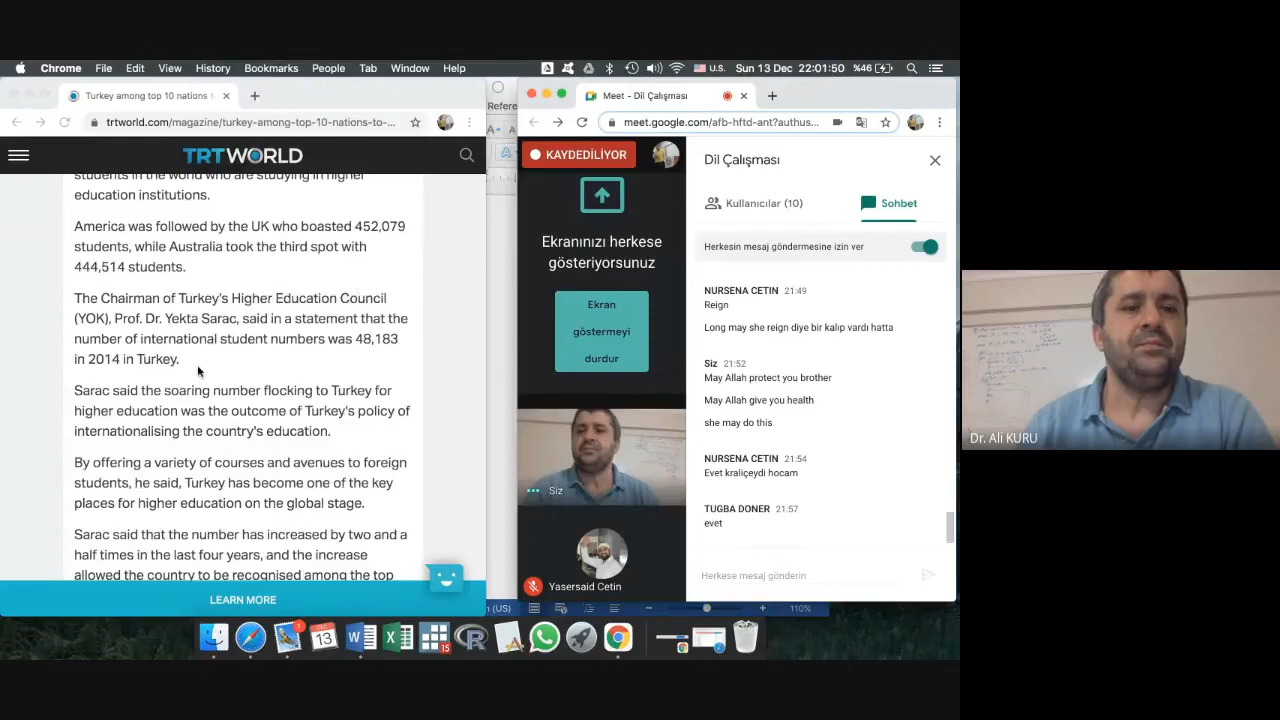 Chrome File Edit View History Bookmarks People Tab Window Help
U.S. Sun 13 Dec 22:01:50 %46
Turkey among top 10 nations t
trtworld.com/magazine/turkey-among-top-10-nations-to-...
TRTWORLD
students in the world who are studying in higher
education institutions.
America was followed by the UK who boasted 452,079
students, while Australia took the third spot with
444,514 students.
The Chairman of Turkey's Higher Education Council
(YOK), Prof. Dr. Yekta Sarac, said in a statement that the
number of international student numbers was 48,183
in 2014 in Turkey.
Sarac said the soaring number flocking to Turkey for
higher education was the outcome of Turkey's policy of
internationalising the country's education.
By offering a variety of courses and avenues to foreign
students, he said, Turkey has become one of the key
places for higher education on the global stage.
Sarac said that the number has increased by two and a
half times in the last four years, and the increase
allowed the country to be recognised among the top
LEARN MORE
Refere
(US)
110%
Meet - Dil Çalışması
meet.google.com/afb-hftd-ant?authus...
KAYDEDİLİYOR
Ekranınızı herkese
gösteriyorsunuz
Ekran
göstermeyi
durdur
Siz
Yasersaid Cetin
Dil Çalışması
Kullanıcılar (10)
Sohbet
Herkesin mesaj göndermesine izin ver
NURSENA CETIN 21:49
Reign
Long may she reign diye bir kalıp vardı hatta
Siz 21:52
May Allah protect you brother
May Allah give you health
she may do this
NURSENA CETIN 21:54
Evet kraliçeydi hocam
TUGBA DONER 21:57
evet
Herkese mesaj gönderin
DEC
13
1
15
Dr. Ali KURU